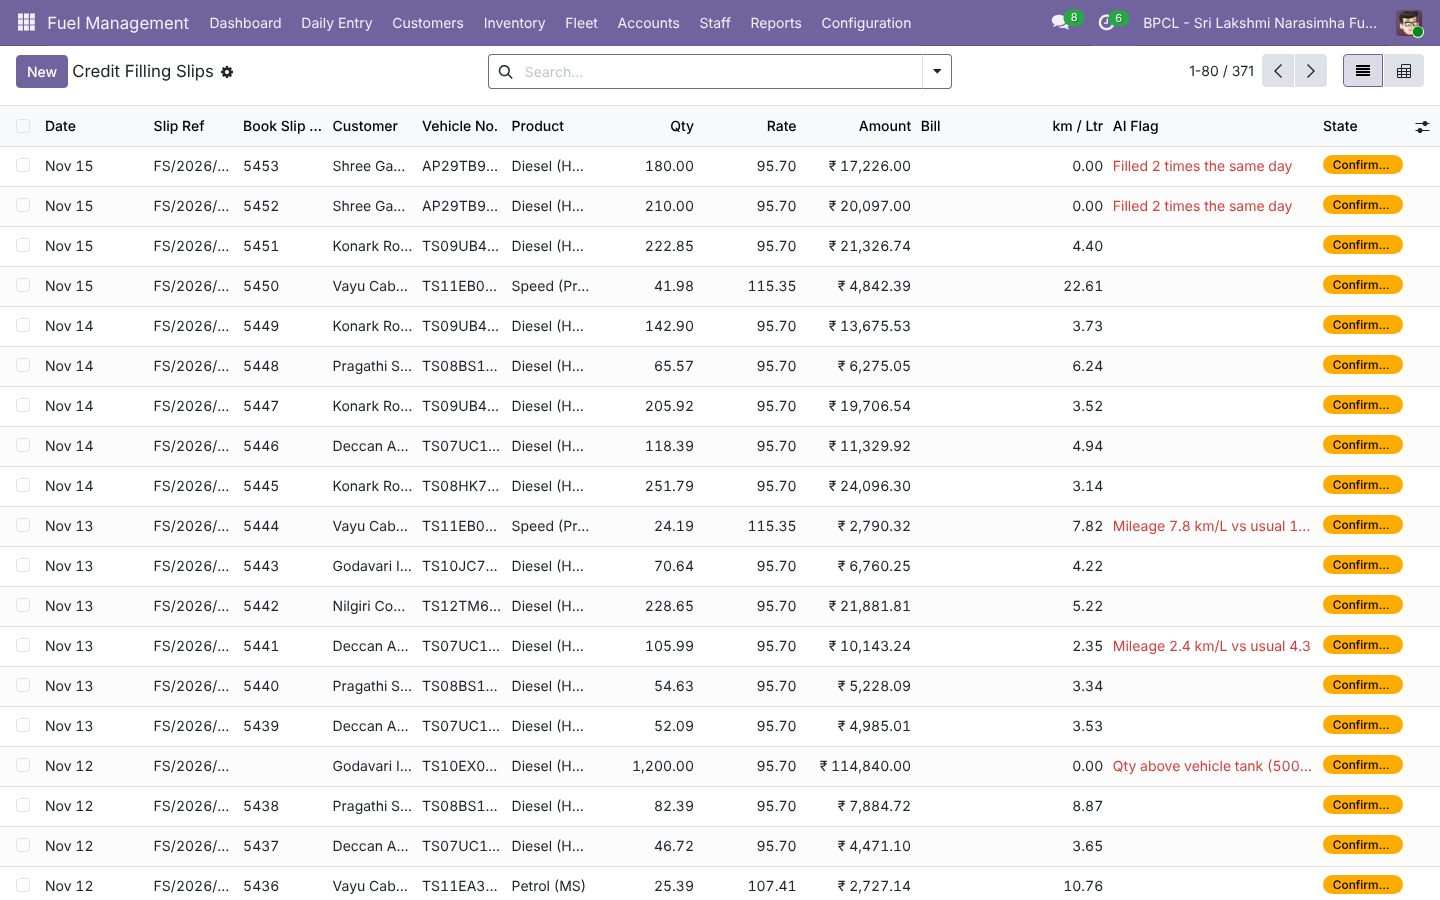 Fuel Management Dashboard Daily Entry Customers Inventory Fleet Accounts Staff Reports Configuration 8 6 BPCL - Sri Lakshmi Narasimha Fu...
New Credit Filling Slips Search... 1-80 / 371
Date Slip Ref Book Slip ... Customer Vehicle No. Product Qty Rate Amount Bill km / Ltr AI Flag State
Nov 15 FS/2026/... 5453 Shree Ga... AP29TB9... Diesel (H... 180.00 95.70 ₹ 17,226.00 0.00 Filled 2 times the same day Confirm...
Nov 15 FS/2026/... 5452 Shree Ga... AP29TB9... Diesel (H... 210.00 95.70 ₹ 20,097.00 0.00 Filled 2 times the same day Confirm...
Nov 15 FS/2026/... 5451 Konark Ro... TS09UB4... Diesel (H... 222.85 95.70 ₹ 21,326.74 4.40 Confirm...
Nov 15 FS/2026/... 5450 Vayu Cab... TS11EB0... Speed (Pr... 41.98 115.35 ₹ 4,842.39 22.61 Confirm...
Nov 14 FS/2026/... 5449 Konark Ro... TS09UB4... Diesel (H... 142.90 95.70 ₹ 13,675.53 3.73 Confirm...
Nov 14 FS/2026/... 5448 Pragathi S... TS08BS1... Diesel (H... 65.57 95.70 ₹ 6,275.05 6.24 Confirm...
Nov 14 FS/2026/... 5447 Konark Ro... TS09UB4... Diesel (H... 205.92 95.70 ₹ 19,706.54 3.52 Confirm...
Nov 14 FS/2026/... 5446 Deccan A... TS07UC1... Diesel (H... 118.39 95.70 ₹ 11,329.92 4.94 Confirm...
Nov 14 FS/2026/... 5445 Konark Ro... TS08HK7... Diesel (H... 251.79 95.70 ₹ 24,096.30 3.14 Confirm...
Nov 13 FS/2026/... 5444 Vayu Cab... TS11EB0... Speed (Pr... 24.19 115.35 ₹ 2,790.32 7.82 Mileage 7.8 km/L vs usual 1... Confirm...
Nov 13 FS/2026/... 5443 Godavari I... TS10JC7... Diesel (H... 70.64 95.70 ₹ 6,760.25 4.22 Confirm...
Nov 13 FS/2026/... 5442 Nilgiri Co... TS12TM6... Diesel (H... 228.65 95.70 ₹ 21,881.81 5.22 Confirm...
Nov 13 FS/2026/... 5441 Deccan A... TS07UC1... Diesel (H... 105.99 95.70 ₹ 10,143.24 2.35 Mileage 2.4 km/L vs usual 4.3 Confirm...
Nov 13 FS/2026/... 5440 Pragathi S... TS08BS1... Diesel (H... 54.63 95.70 ₹ 5,228.09 3.34 Confirm...
Nov 13 FS/2026/... 5439 Deccan A... TS07UC1... Diesel (H... 52.09 95.70 ₹ 4,985.01 3.53 Confirm...
Nov 12 FS/2026/... Godavari I... TS10EX0... Diesel (H... 1,200.00 95.70 ₹ 114,840.00 0.00 Qty above vehicle tank (500... Confirm...
Nov 12 FS/2026/... 5438 Pragathi S... TS08BS1... Diesel (H... 82.39 95.70 ₹ 7,884.72 8.87 Confirm...
Nov 12 FS/2026/... 5437 Deccan A... TS07UC1... Diesel (H... 46.72 95.70 ₹ 4,471.10 3.65 Confirm...
Nov 12 FS/2026/... 5436 Vayu Cab... TS11EA3... Petrol (MS) 25.39 107.41 ₹ 2,727.14 10.76 Confirm...